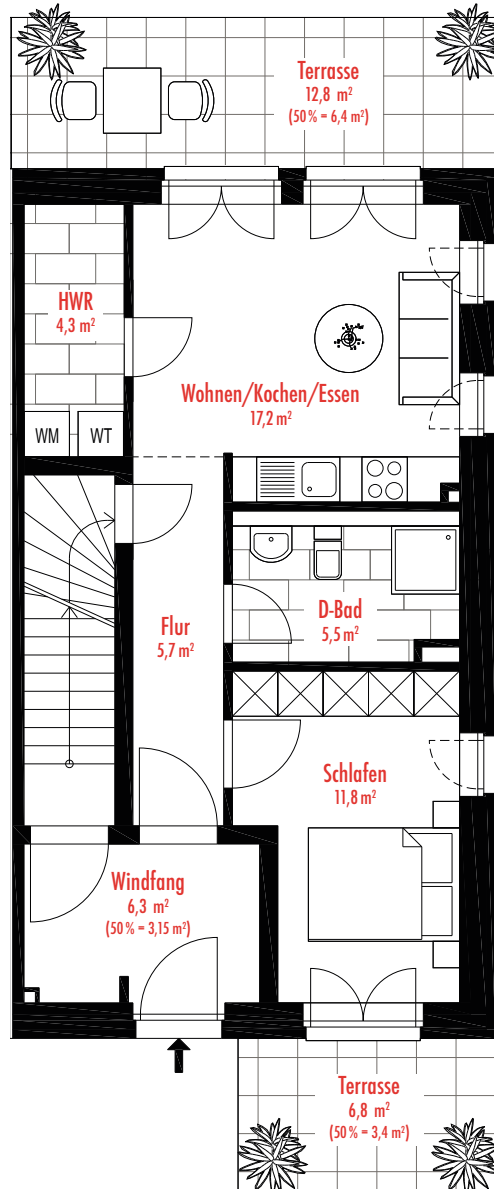 Terrasse
12,8 m²
(50% = 6,4 m²)
HWR
4,3 m²
Wohnen/Kochen/Essen
17,2 m²
WM
WT
D-Bad
5,5 m²
Flur
5,7 m²
Schlafen
11,8 m²
Windfang
6,3 m²
(50% = 3,15 m²)
Terrasse
6,8 m²
(50% = 3,4 m²)